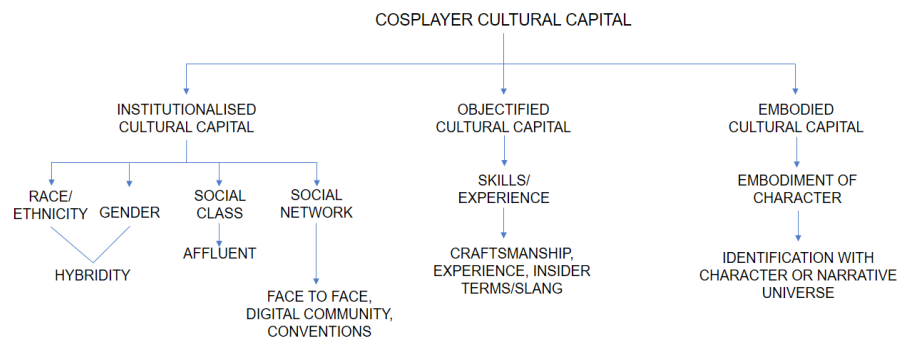 COSPLAYER CULTURAL CAPITAL
INSTITUTIONALISED
CULTURAL CAPITAL
OBJECTIFIED
CULTURAL CAPITAL
EMBODIED
CULTURAL CAPITAL
RACE/
ETHNICITY
GENDER
SOCIAL
CLASS
SOCIAL
NETWORK
SKILLS/
EXPERIENCE
EMBODIMENT OF
CHARACTER
HYBRIDITY
AFFLUENT
FACE TO FACE,
DIGITAL COMMUNITY,
CONVENTIONS
CRAFTSMANSHIP,
EXPERIENCE, INSIDER
TERMS/SLANG
IDENTIFICATION WITH
CHARACTER OR NARRATIVE
UNIVERSE